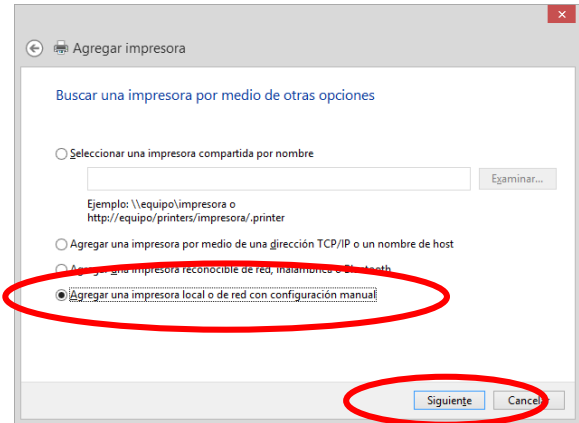 Agregar impresora
Buscar una impresora por medio de otras opciones
Seleccionar una impresora compartida por nombre
Examinar...
Ejemplo: \\equipo\impresora o
http://equipo/printers/impresora/.printer
Agregar una impresora por medio de una dirección TCP/IP o un nombre de host
Agregar una impresora reconocible de red, inalámbrica o Bluetooth
Agregar una impresora local o de red con configuración manual
Siguiente Cancelar